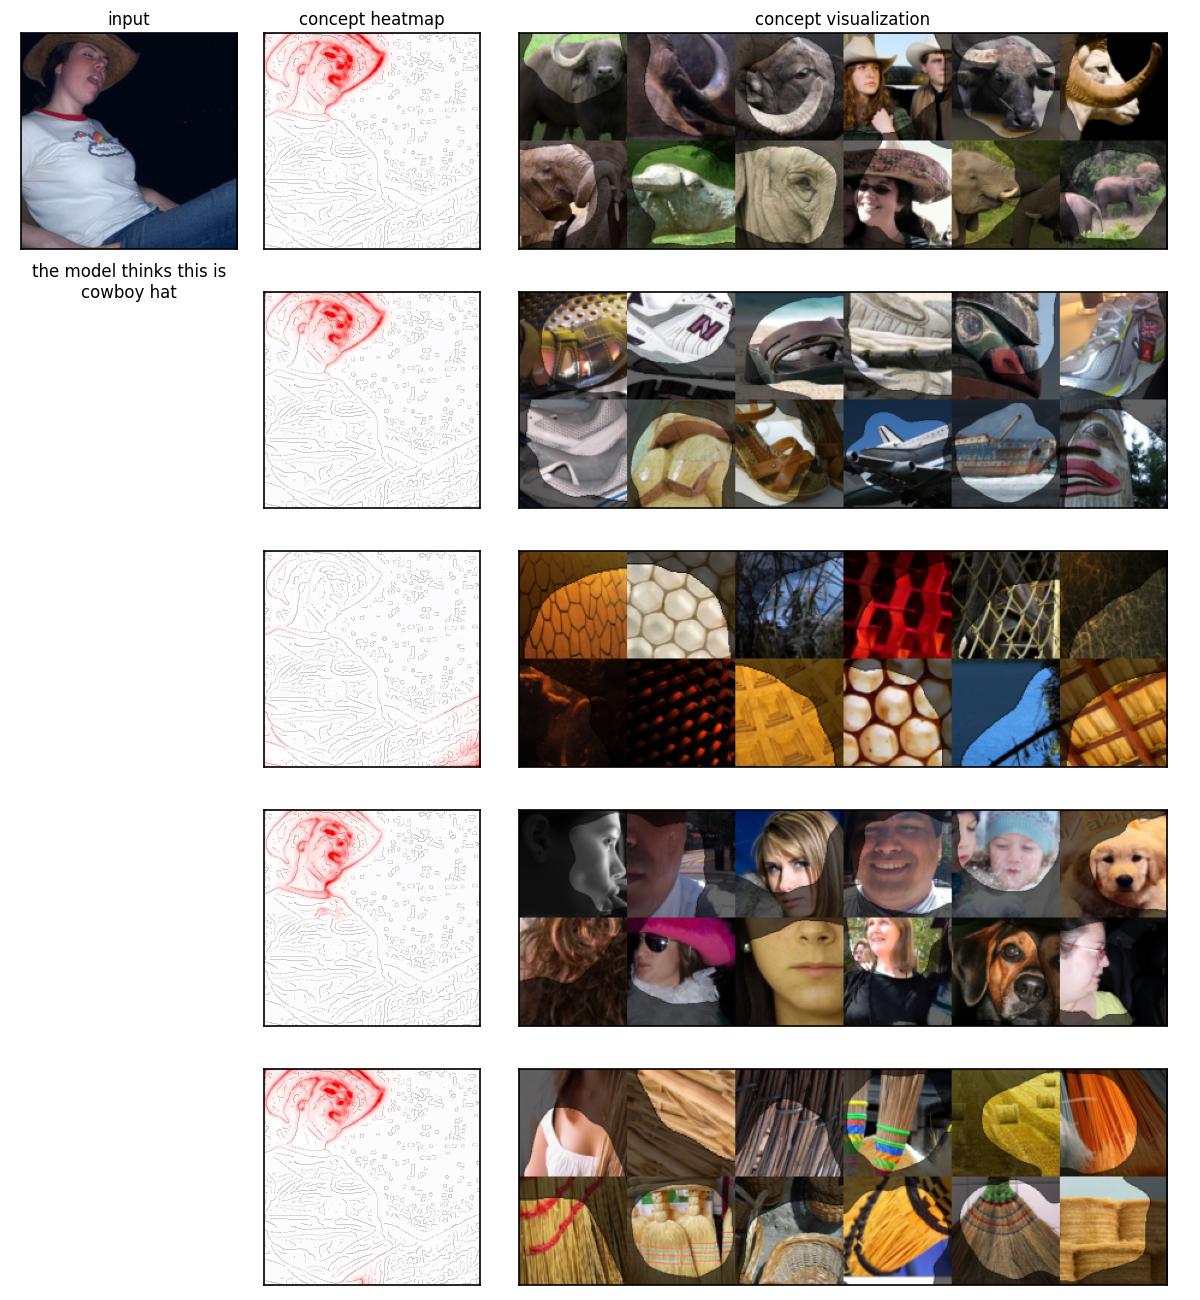 input
concept heatmap
concept visualization
the model thinks this is
cowboy hat
N